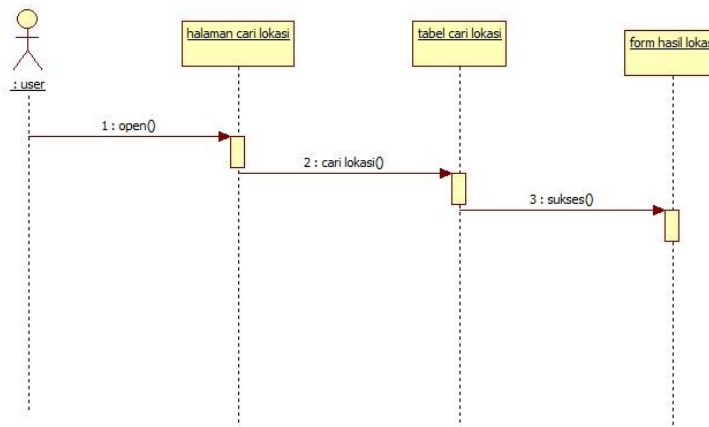 halaman cari lokasi
tabel cari lokasi
form hasil lokas
: user
1 : open()
2 : cari lokasi()
3 : sukses()